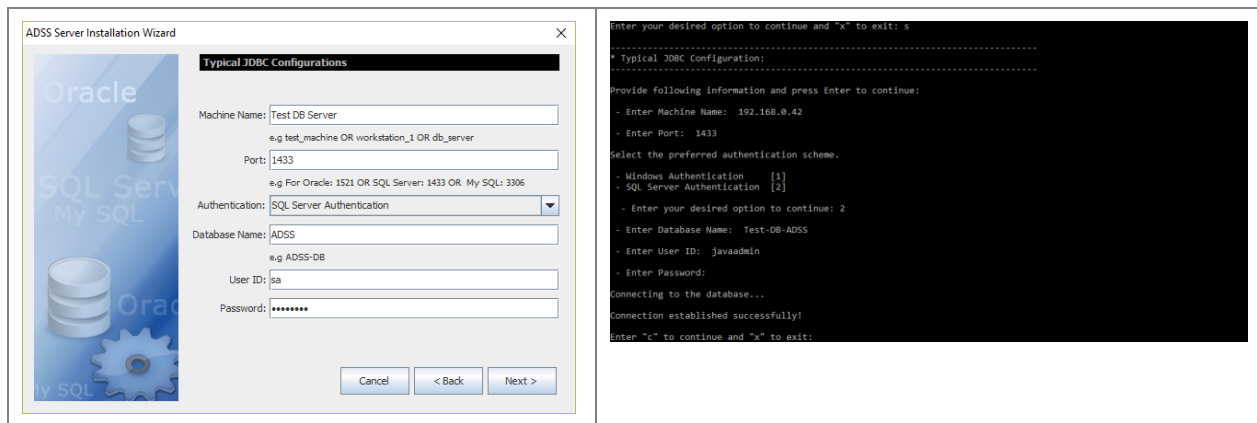 ADSS Server Installation Wizard
Typical JDBC Configurations
Oracle
SQL Serv
My SQL
Orac
My SQL
Machine Name: Test DB Server
e.g test_machine OR workstation_1 OR db_server
Port: 1433
e.g For Oracle: 1521 OR SQL Server: 1433 OR My SQL: 3306
Authentication: SQL Server Authentication
Database Name: ADSS
e.g ADSS-DB
User ID: sa
Password: ••••••••
Cancel < Back Next >
Enter your desired option to continue and "x" to exit: s
--------------------------------------------------------------------------------
* Typical JDBC Configuration:
--------------------------------------------------------------------------------
Provide following information and press Enter to continue:
- Enter Machine Name: 192.168.0.42
- Enter Port: 1433
Select the preferred authentication scheme.
- Windows Authentication [1]
- SQL Server Authentication [2]
- Enter your desired option to continue: 2
- Enter Database Name: Test-DB-ADSS
- Enter User ID: javaadmin
- Enter Password:
Connecting to the database...
Connection established successfully!
Enter "c" to continue and "x" to exit: